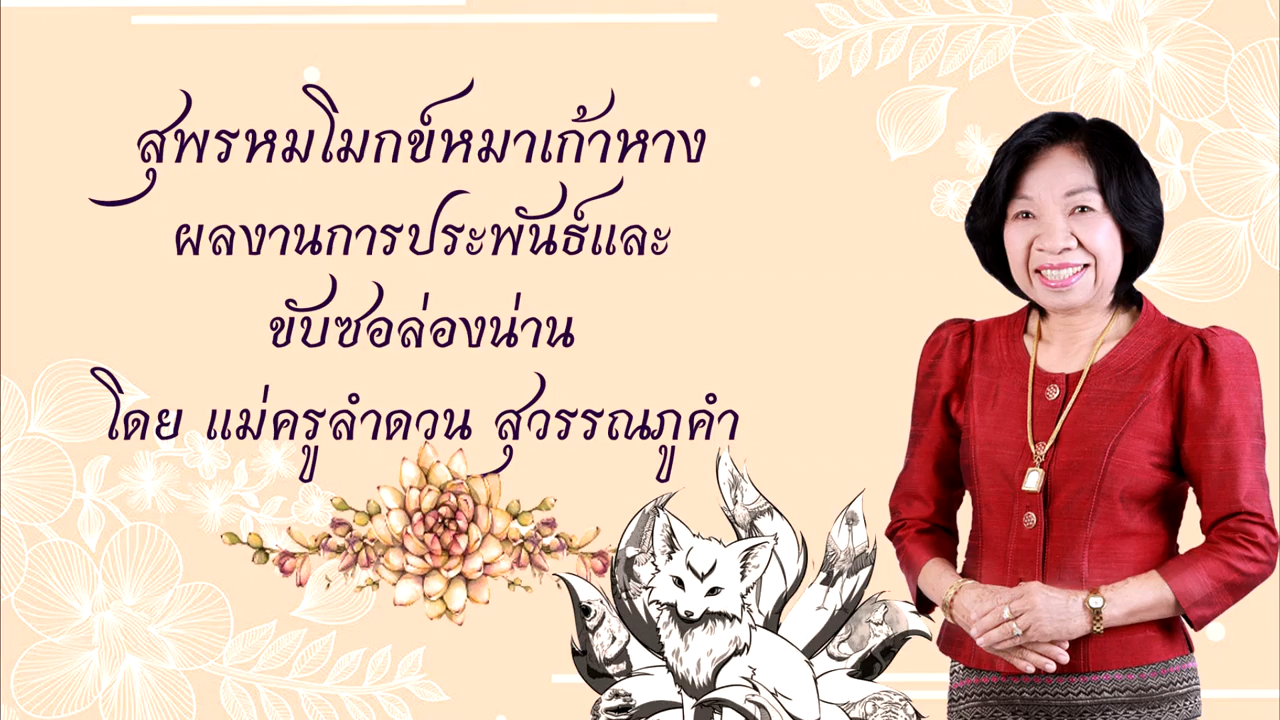 สุพรหมโมกข์หมาเก้าหาง
ผลงานการประพันธ์และ
ขับซอล่องน่าน
โดย แม่ครูลำดวน สุวรรณภูคำ